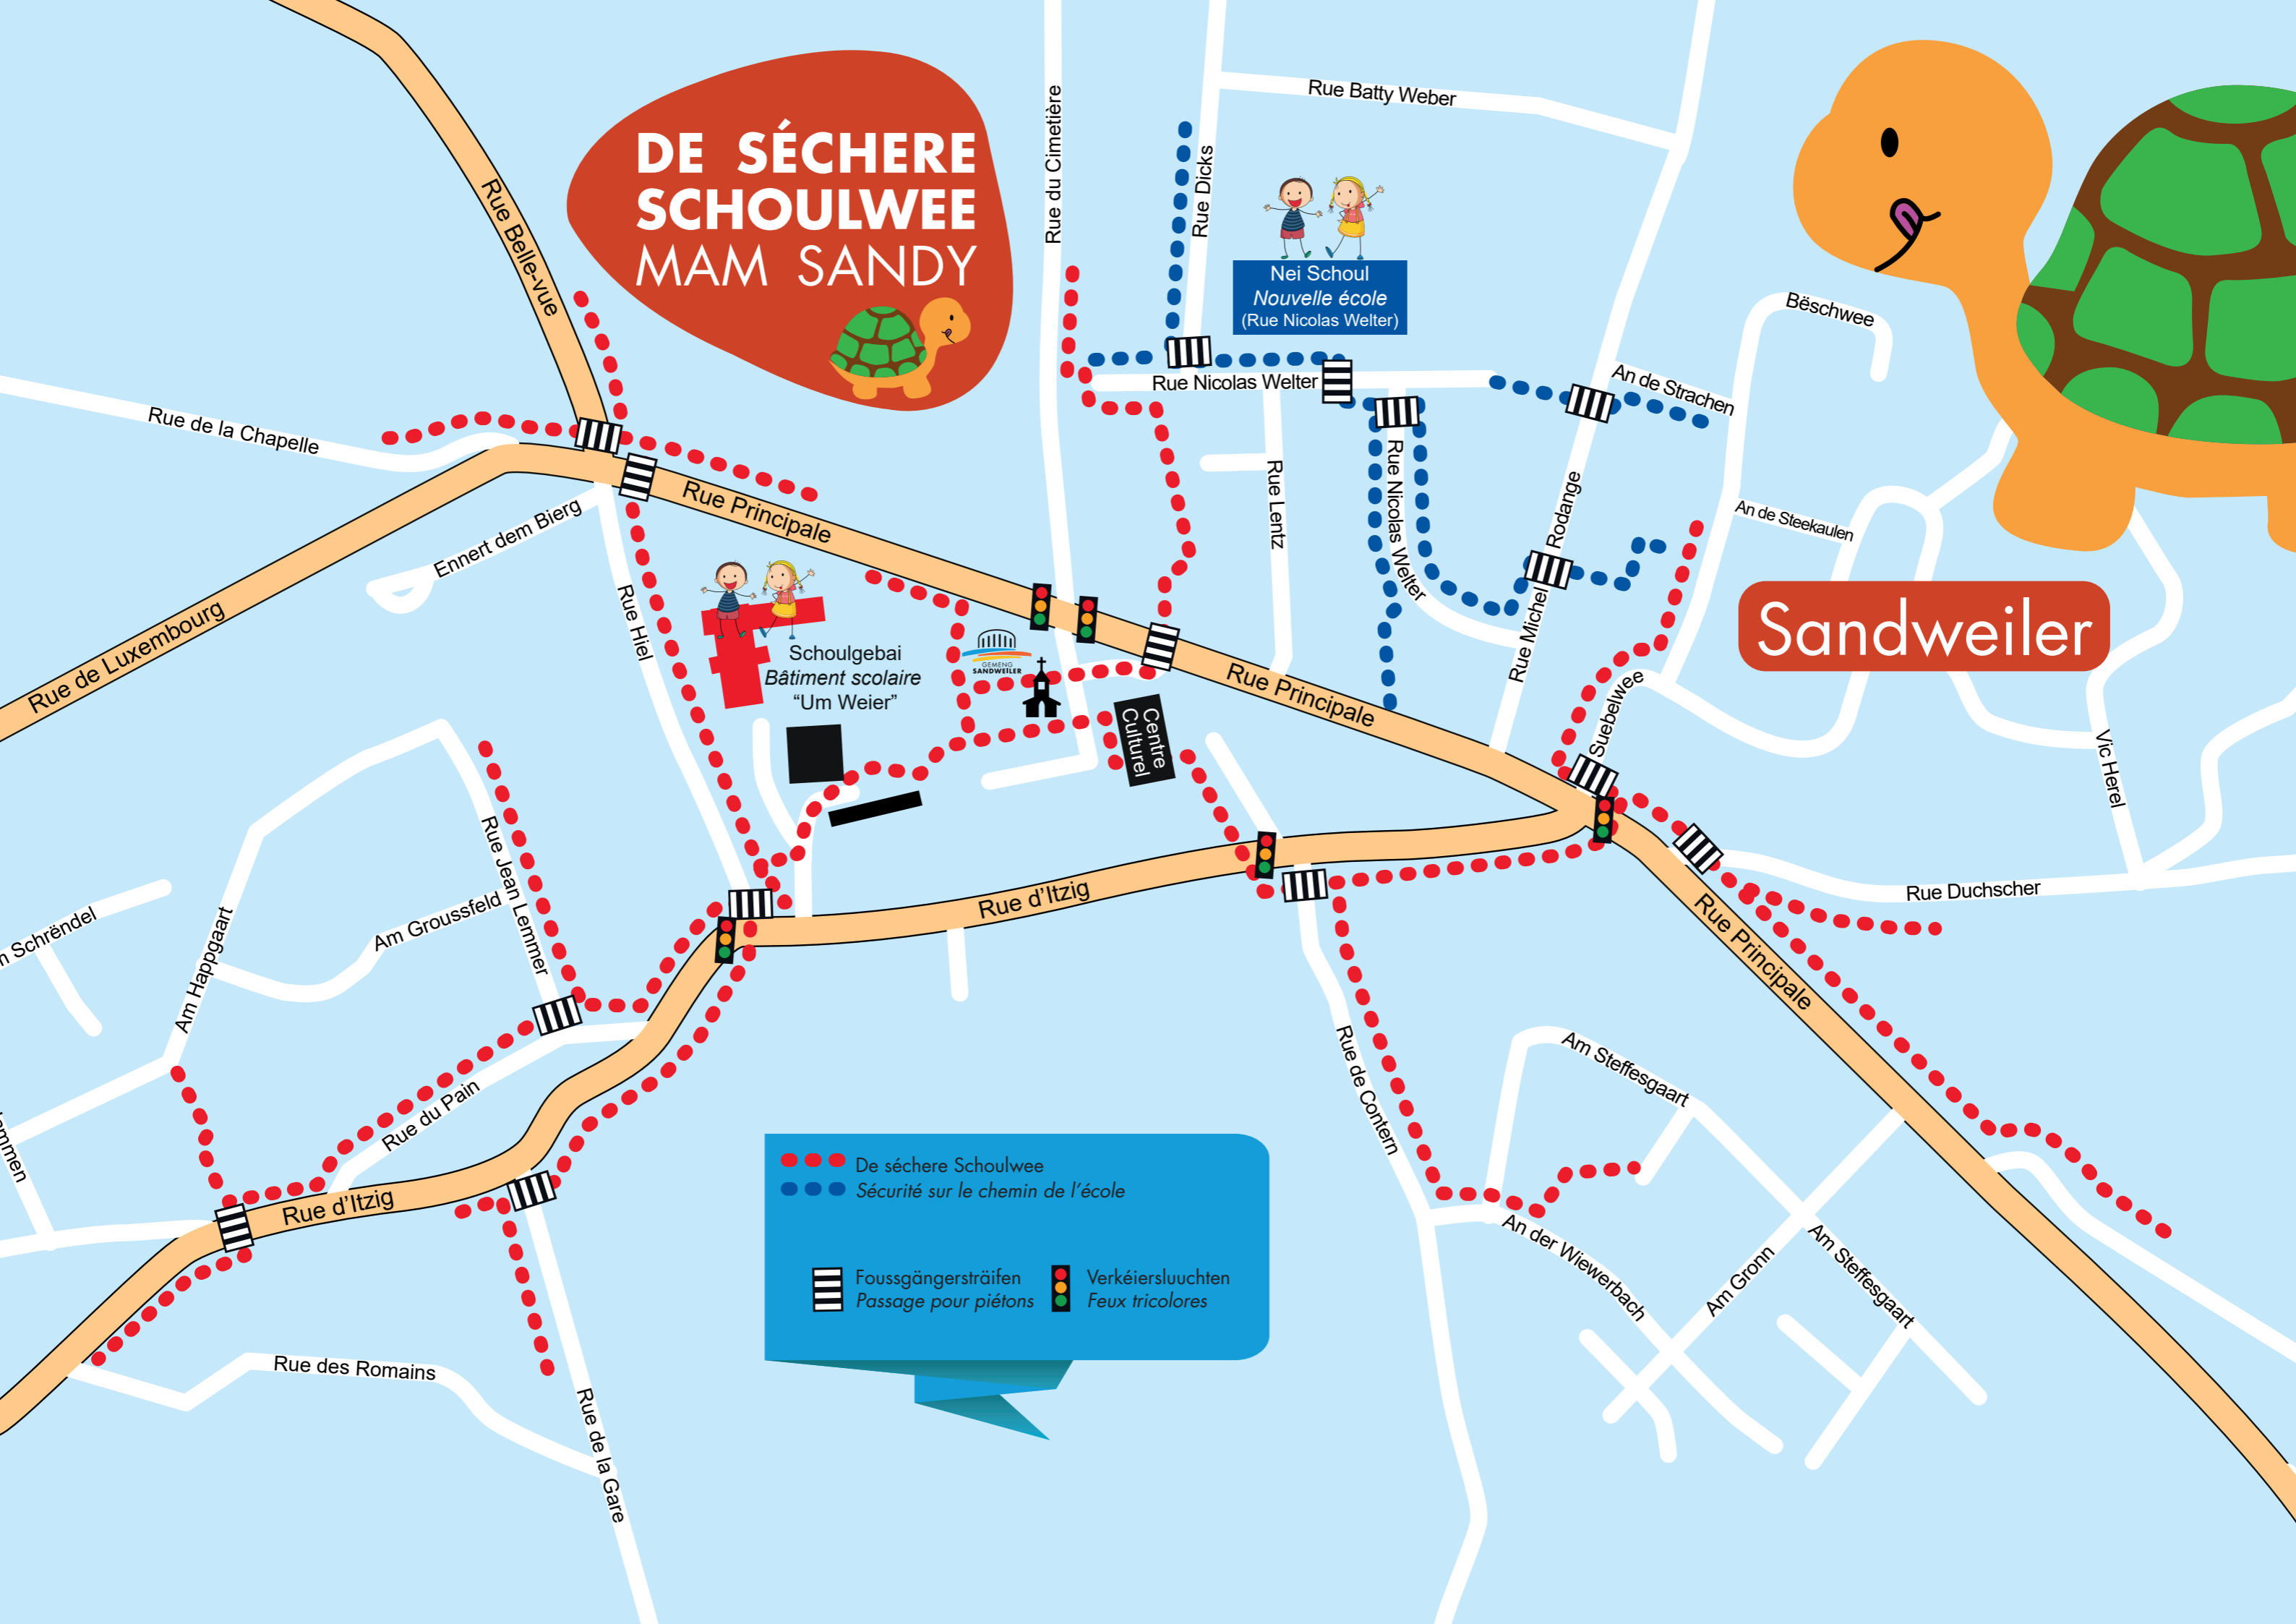 DE SÉCHERE
SCHOULWEE
MAM SANDY
Rue Belle-vue
Rue de la Chapelle
Rue du Cimetière
Rue Dicks
Rue Batty Weber
Nei Schoul
Nouvelle école
(Rue Nicolas Welter)
Bëschwee
Rue Nicolas Welter
An de Strachen
Rue Principale
Ennert dem Bierg
Rue de Luxembourg
Rue Hiel
Rue Lentz
Rue Nicolas Welter
Rue Michel Rodange
An de Steekaulen
Sandweiler
Schoulgebai
Bâtiment scolaire
“Um Weier”
GEMENG
SANDWEILER
Centre
Culturel
Rue Principale
Suebelwee
Vic Herel
Rue Jean Lemmer
Am Groussfeld
Am Happgaart
Schrëndel
Rue d'Itzig
Rue Duchscher
Rue Principale
Rue du Pain
Rue d'Itzig
Rue de Contern
Am Steffesgaart
An der Wiewerbach
Am Gronn
Am Steffesgaart
Rue des Romains
Rue de la Gare
De séchere Schoulwee
Sécurité sur le chemin de l'école
Foussgängersträifen
Passage pour piétons
Verkéiersluuchten
Feux tricolores